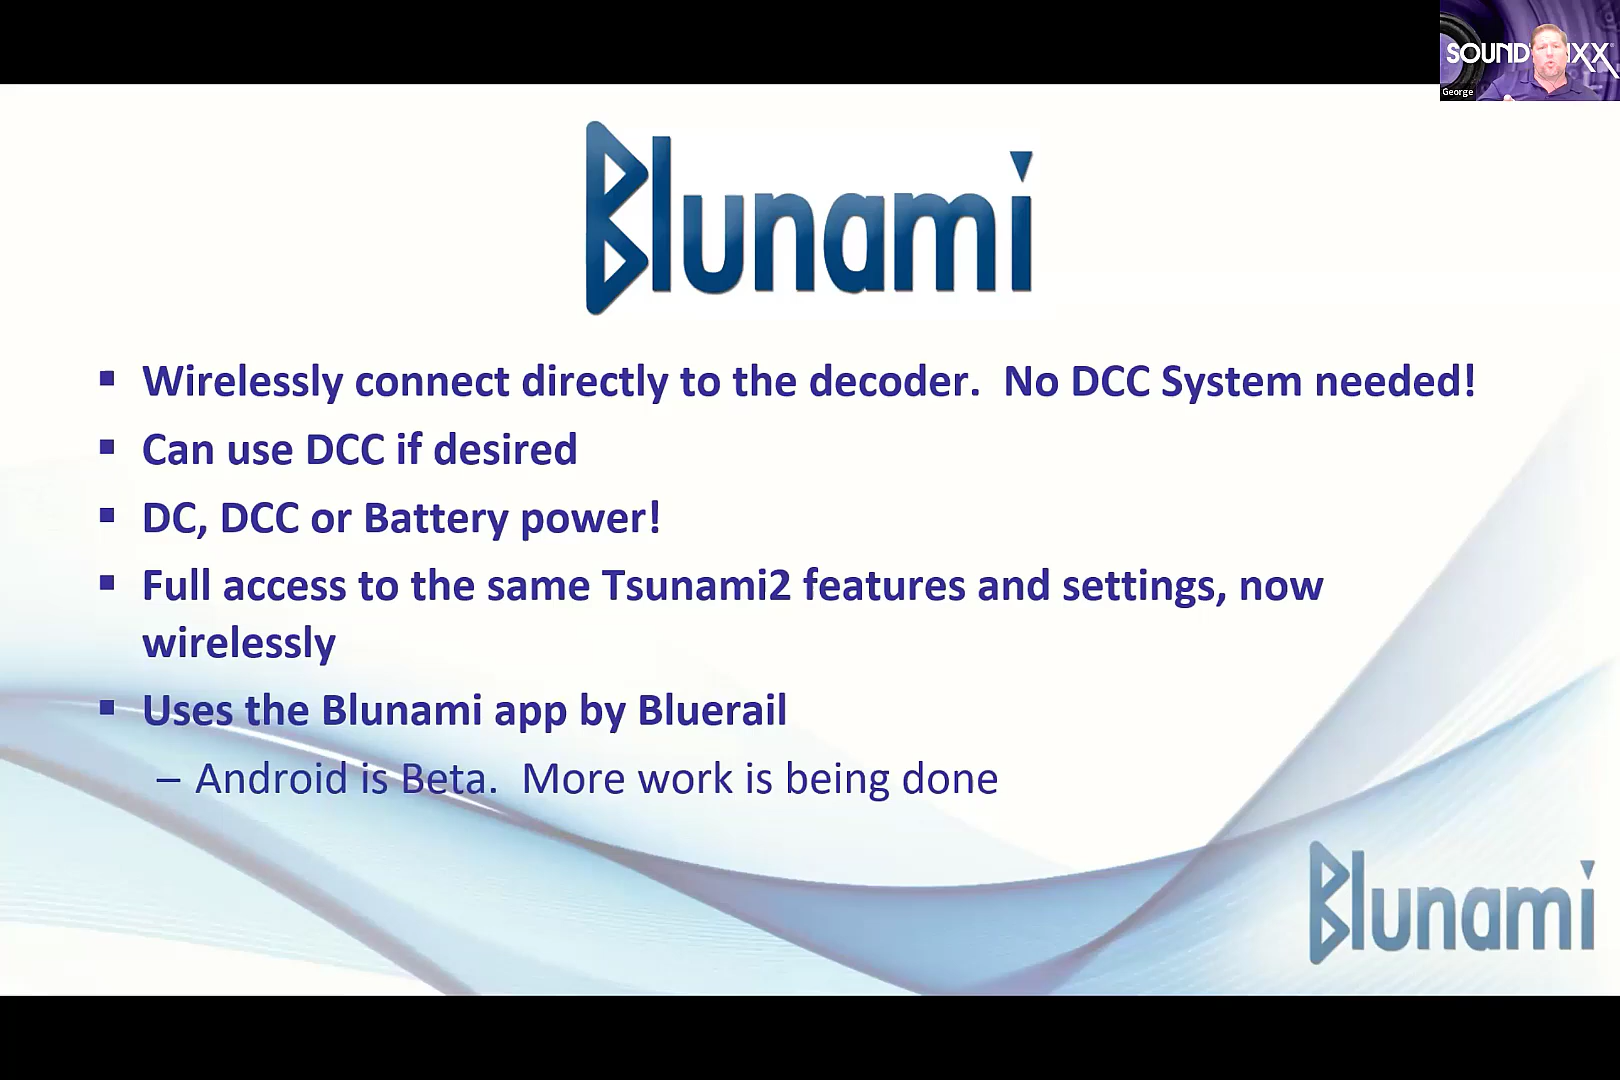 SOUNDTRAXX
George
Blunami
▪ Wirelessly connect directly to the decoder.  No DCC System needed!
▪ Can use DCC if desired
▪ DC, DCC or Battery power!
▪ Full access to the same Tsunami2 features and settings, now
wirelessly
▪ Uses the Blunami app by Bluerail
– Android is Beta.  More work is being done
Blunami